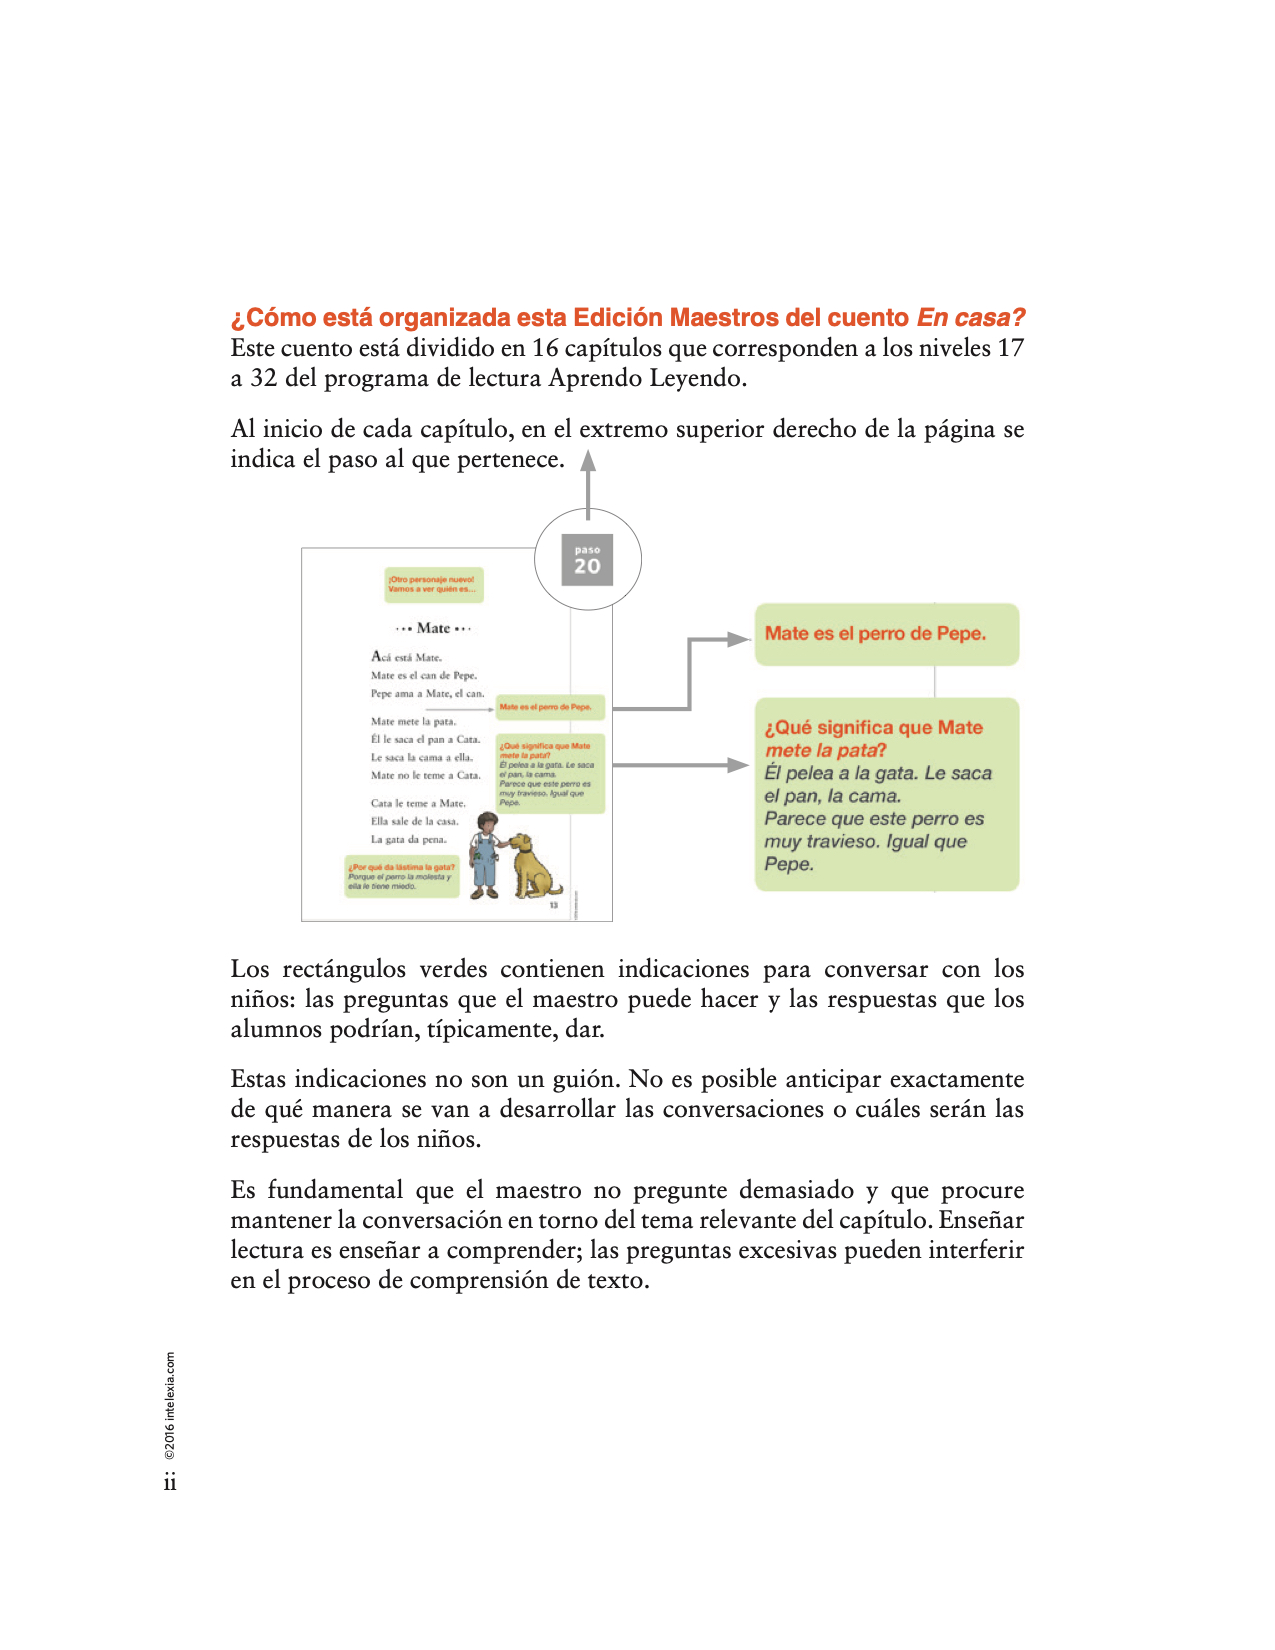 ¿Cómo está organizada esta Edición Maestros del cuento En casa?
Este cuento está dividido en 16 capítulos que corresponden a los niveles 17
a 32 del programa de lectura Aprendo Leyendo.
Al inicio de cada capítulo, en el extremo superior derecho de la página se
indica el paso al que pertenece.
paso
20
¡Otro personaje nuevo!
Vamos a ver quién es...
··· Mate ···
Acá está Mate.
Mate es el can de Pepe.
Pepe ama a Mate, el can.
Mate es el perro de Pepe.
Mate mete la pata.
Él le saca el pan a Cata.
Le saca la cama a ella.
Mate no le teme a Cata.
¿Qué significa que Mate
mete la pata?
Él pelea a la gata. Le saca
el pan, la cama.
Parece que este perro es
muy travieso. Igual que
Pepe.
Cata le teme a Mate.
Ella sale de la casa.
La gata da pena.
¿Por qué da lástima la gata?
Porque el perro la molesta y
ella le tiene miedo.
13
Mate es el perro de Pepe.
¿Qué significa que Mate
mete la pata?
Él pelea a la gata. Le saca
el pan, la cama.
Parece que este perro es
muy travieso. Igual que
Pepe.
Los rectángulos verdes contienen indicaciones para conversar con los
niños: las preguntas que el maestro puede hacer y las respuestas que los
alumnos podrían, típicamente, dar.
Estas indicaciones no son un guión. No es posible anticipar exactamente
de qué manera se van a desarrollar las conversaciones o cuáles serán las
respuestas de los niños.
Es fundamental que el maestro no pregunte demasiado y que procure
mantener la conversación en torno del tema relevante del capítulo. Enseñar
lectura es enseñar a comprender; las preguntas excesivas pueden interferir
en el proceso de comprensión de texto.
©2016 intelexia.com
ii